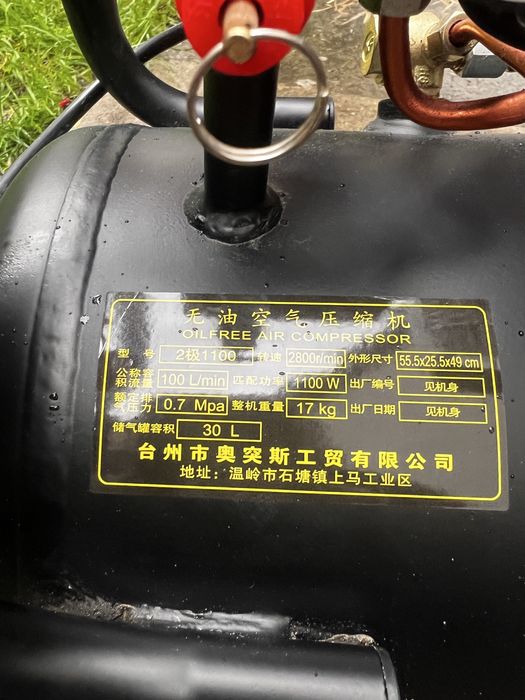 无油空气压缩机
OILFREE AIR COMPRESSOR
型号 2极1100 转速 2800r/min 外形尺寸 55.5x25.5x49 cm
公称容积流量 100 L/min 匹配功率 1100 W 出厂编号 见机身
额定排气压力 0.7 Mpa 整机重量 17 kg 出厂日期 见机身
储气罐容积 30 L
台州市奥突斯工贸有限公司
地址：温岭市石塘镇上马工业区